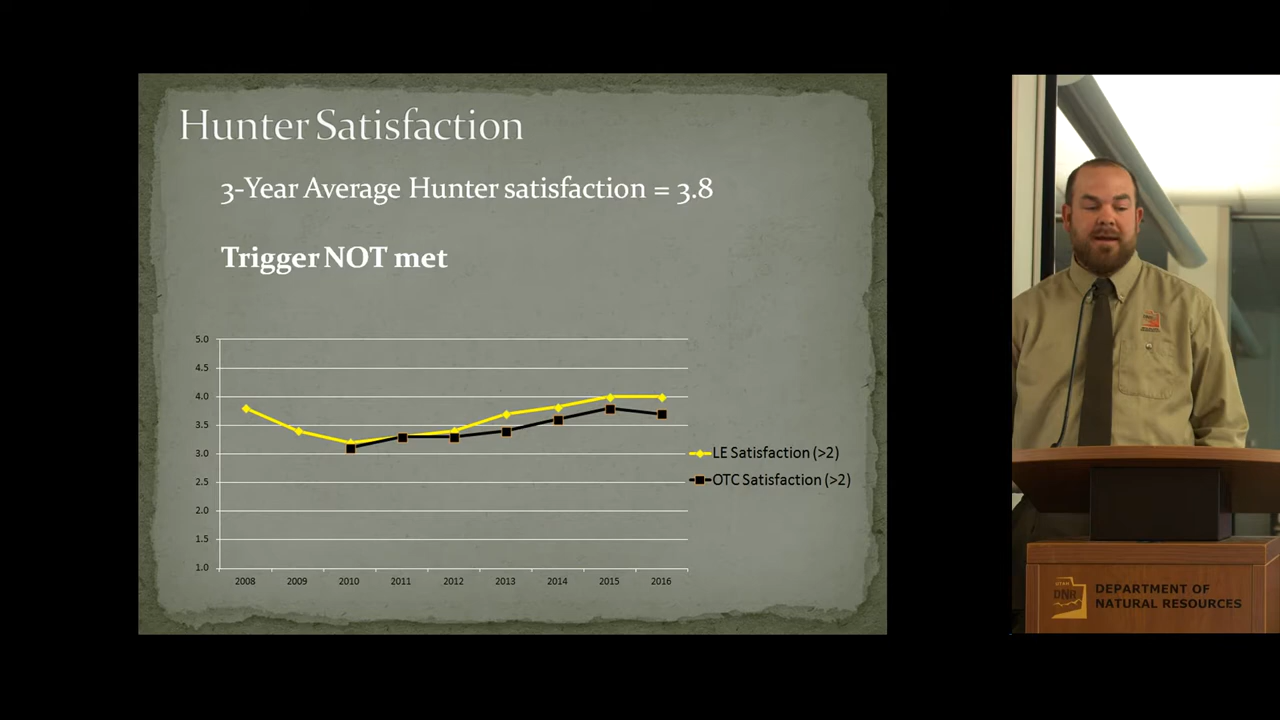 Hunter Satisfaction
3-Year Average Hunter satisfaction = 3.8
Trigger NOT met
5.0
4.5
4.0
3.5
3.0
2.5
2.0
1.5
1.0
2008 2009 2010 2011 2012 2013 2014 2015 2016
LE Satisfaction (>2)
OTC Satisfaction (>2)
UTAH
DNR
DEPARTMENT OF
NATURAL RESOURCES